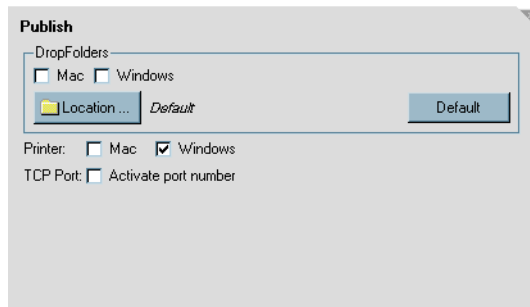 Publish
DropFolders
Mac Windows
Location ... Default Default
Printer: Mac Windows
TCP Port: Activate port number